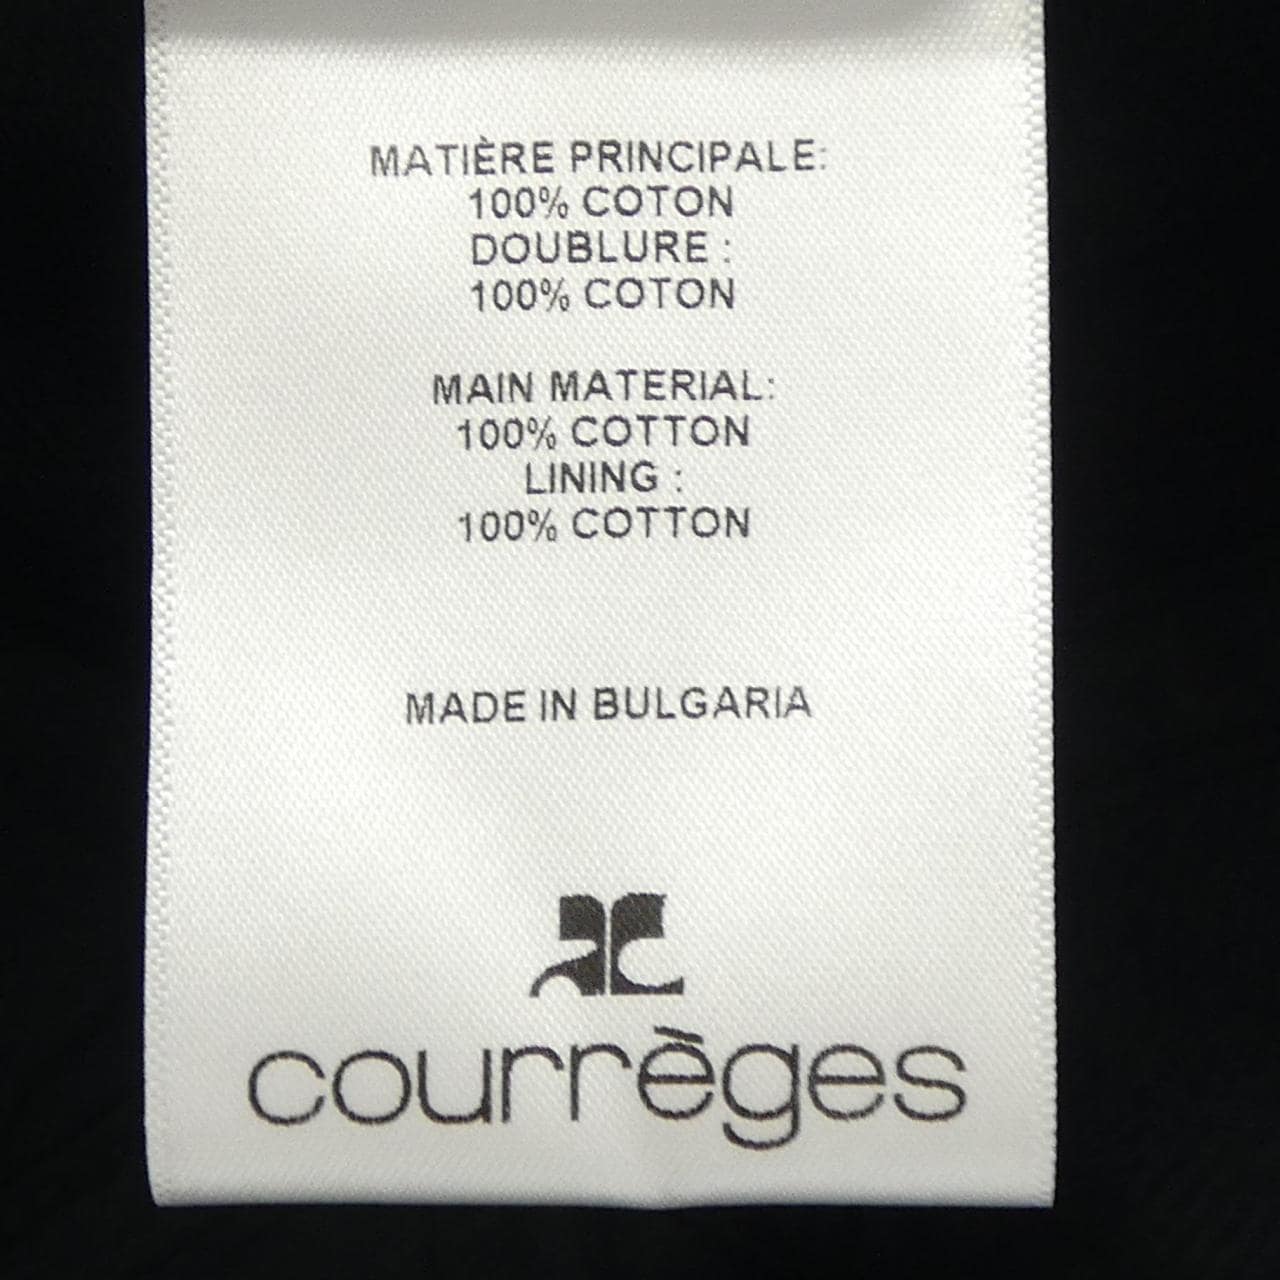 MATIÈRE PRINCIPALE:
100% COTON
DOUBLURE :
100% COTON
MAIN MATERIAL:
100% COTTON
LINING :
100% COTTON
MADE IN BULGARIA
courrèges